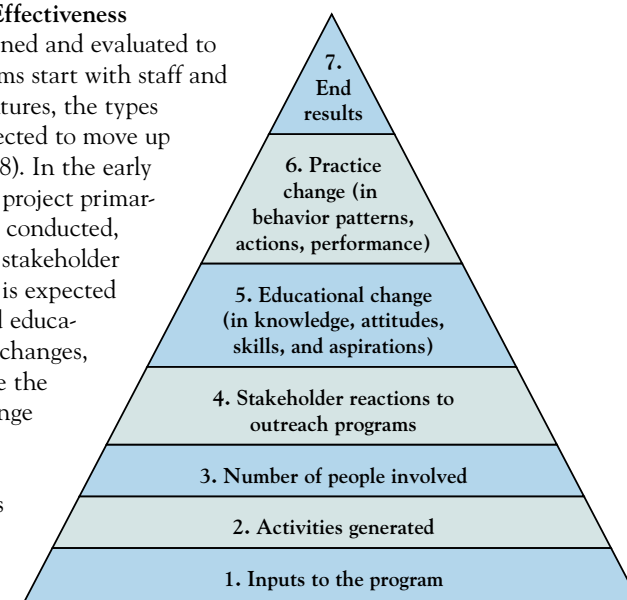 Effectiveness
ned and evaluated to
ms start with staff and
tures, the types
ected to move up
8). In the early
project primar-
conducted,
stakeholder
is expected
l educa-
changes,
e the
nge
s
7.
End
results
6. Practice
change (in
behavior patterns,
actions, performance)
5. Educational change
(in knowledge, attitudes,
skills, and aspirations)
4. Stakeholder reactions to
outreach programs
3. Number of people involved
2. Activities generated
1. Inputs to the program